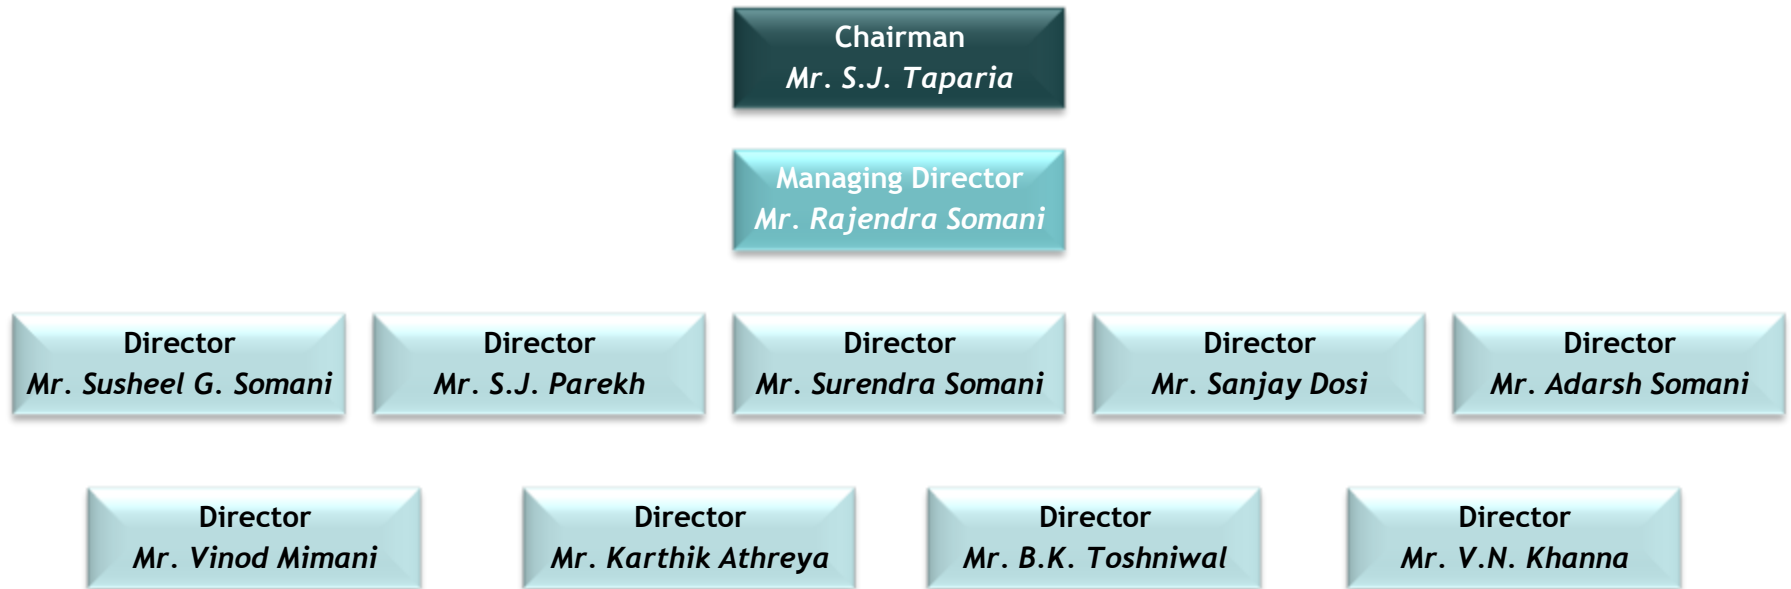 Chairman
Mr. S.J. Taparia
Managing Director
Mr. Rajendra Somani
Director
Mr. Susheel G. Somani
Director
Mr. S.J. Parekh
Director
Mr. Surendra Somani
Director
Mr. Sanjay Dosi
Director
Mr. Adarsh Somani
Director
Mr. Vinod Mimani
Director
Mr. Karthik Athreya
Director
Mr. B.K. Toshniwal
Director
Mr. V.N. Khanna